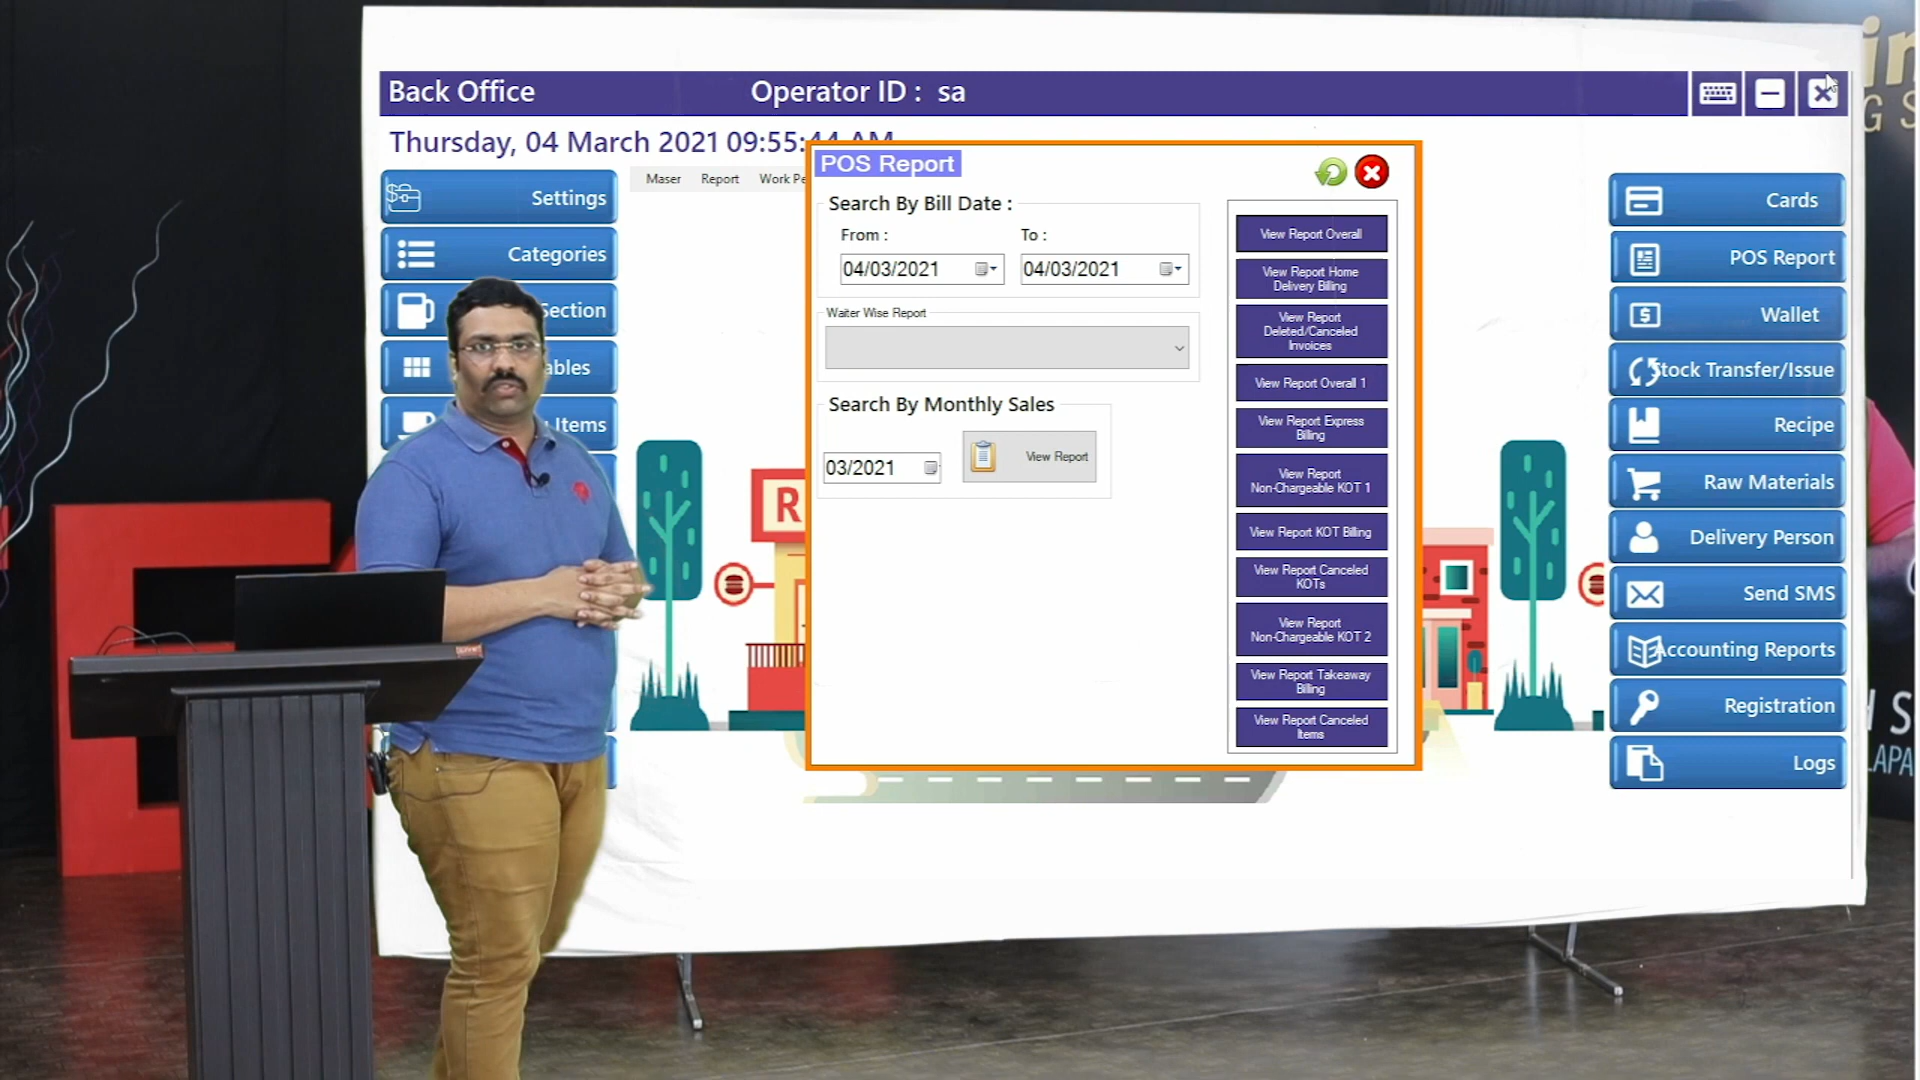 Back Office
Operator ID : sa
Thursday, 04 March 2021 09:55:44 AM
Settings
Categories
Section
Maser Report
POS Report
Search By Bill Date :
From :
To :
04/03/2021
04/03/2021
Waiter Wise Report
Search By Monthly Sales
03/2021
View Report
View Report Overall
View Report Home
Delivery Billing
View Report
Deleted/Canceled
Invoices
View Report Overall 1
View Report Express
Billing
View Report
Non-Chargeable KOT 1
View Report KOT Billing
View Report Canceled
KOTs
View Report
Non-Chargeable KOT 2
View Report Takeaway
Billing
View Report Canceled
Items
Items
Cards
POS Report
Wallet
Stock Transfer/Issue
Recipe
Raw Materials
Delivery Person
Send SMS
Accounting Reports
Registration
Logs